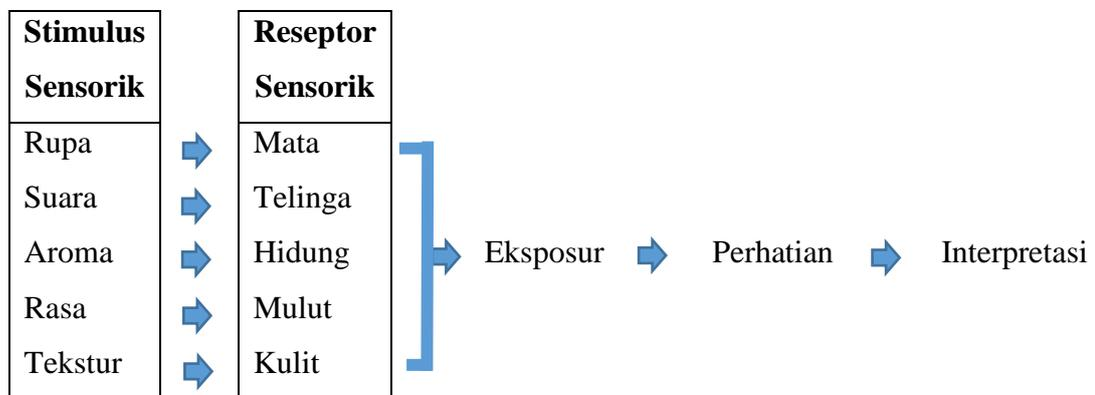 Stimulus
Sensorik
Reseptor
Sensorik
Rupa
Mata
Suara
Telinga
Aroma
Hidung
Eksposur
Perhatian
Interpretasi
Rasa
Mulut
Tekstur
Kulit